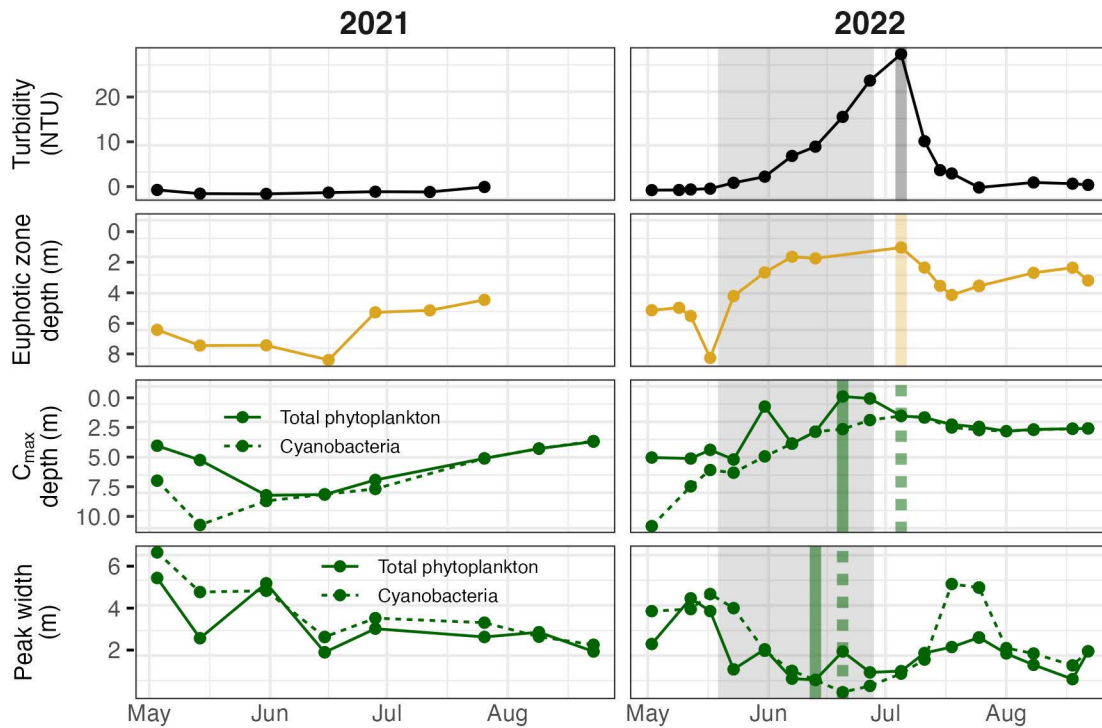 2021
2022
Turbidity
(NTU)
20
10
0
Euphotic zone
depth (m)
0
2
4
6
8
Cmax
depth (m)
0.0
2.5
5.0
7.5
10.0
Total phytoplankton
Cyanobacteria
Peak width
(m)
6
4
2
Total phytoplankton
Cyanobacteria
May Jun Jul Aug
May Jun Jul Aug